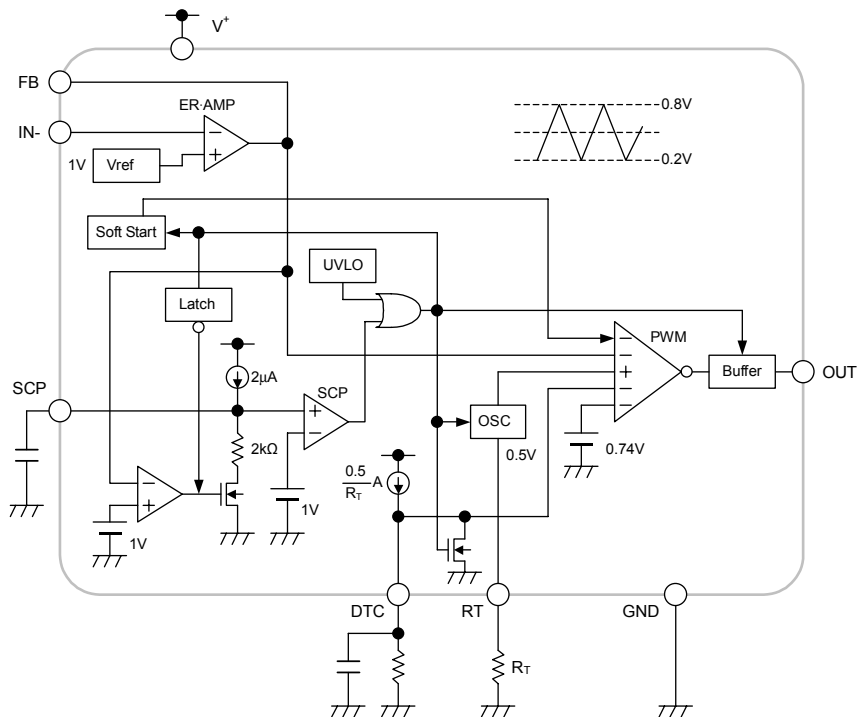 V+
FB
ER·AMP
0.8V
IN-
−
+
1V
Vref
0.2V
Soft Start
UVLO
Latch
PWM
−
−
+
−
−
Buffer
OUT
2μA
SCP
SCP
+
−
OSC
2kΩ
0.5V
0.74V
0.5
RT
A
−
+
1V
1V
DTC
RT
GND
RT